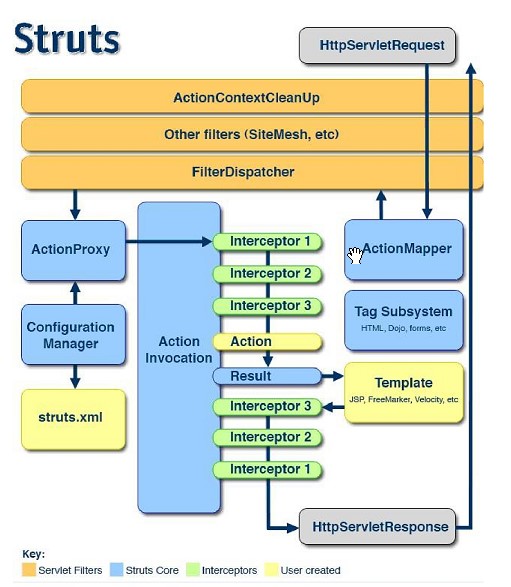 Struts
HttpServletRequest
ActionContextCleanUp
Other filters (SiteMesh, etc)
FilterDispatcher
ActionProxy
Interceptor 1
ActionMapper
Interceptor 2
Interceptor 3
Tag Subsystem
HTML, Dojo, forms, etc
Configuration
Manager
Action
Invocation
Action
Result
Template
JSP, FreeMarker, Velocity, etc
struts.xml
Interceptor 3
Interceptor 2
Interceptor 1
HttpServletResponse
Key:
Servlet Filters
Struts Core
Interceptors
User created